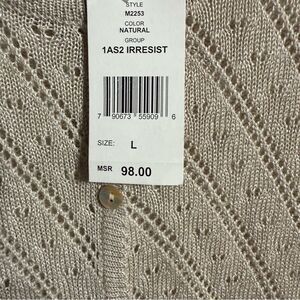 STYLE
M2253
COLOR
NATURAL
GROUP
1AS2 IRRESIST
7 90673 55909 6
SIZE: L
MSR 98.00